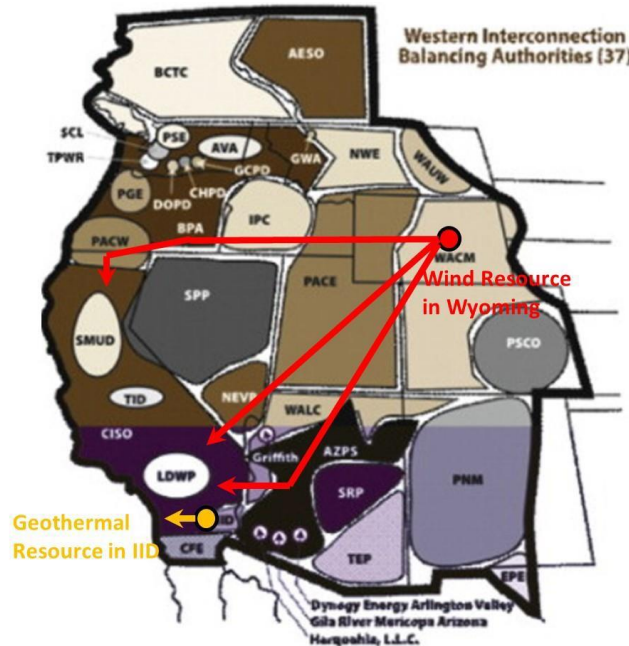 Western Interconnection
Balancing Authorities (37)
AESO
BCTC
SCL
PSE
TPWR
AVA
GWA
NWE
WAUW
GCPD
CHPD
DOPD
PGE
BPA
IPC
PACW
WACM
PACE
Wind Resource
in Wyoming
SPP
SMUD
PSCO
TID
NEVP
WALC
CISO
Griffith
AZPS
LDWP
SRP
PNM
Geothermal
Resource in IID
IID
CFE
TEP
EPE
Dynegy Energy Arlington Valley
Gila River Maricopa Arizona
Harquahla, L.L.C.